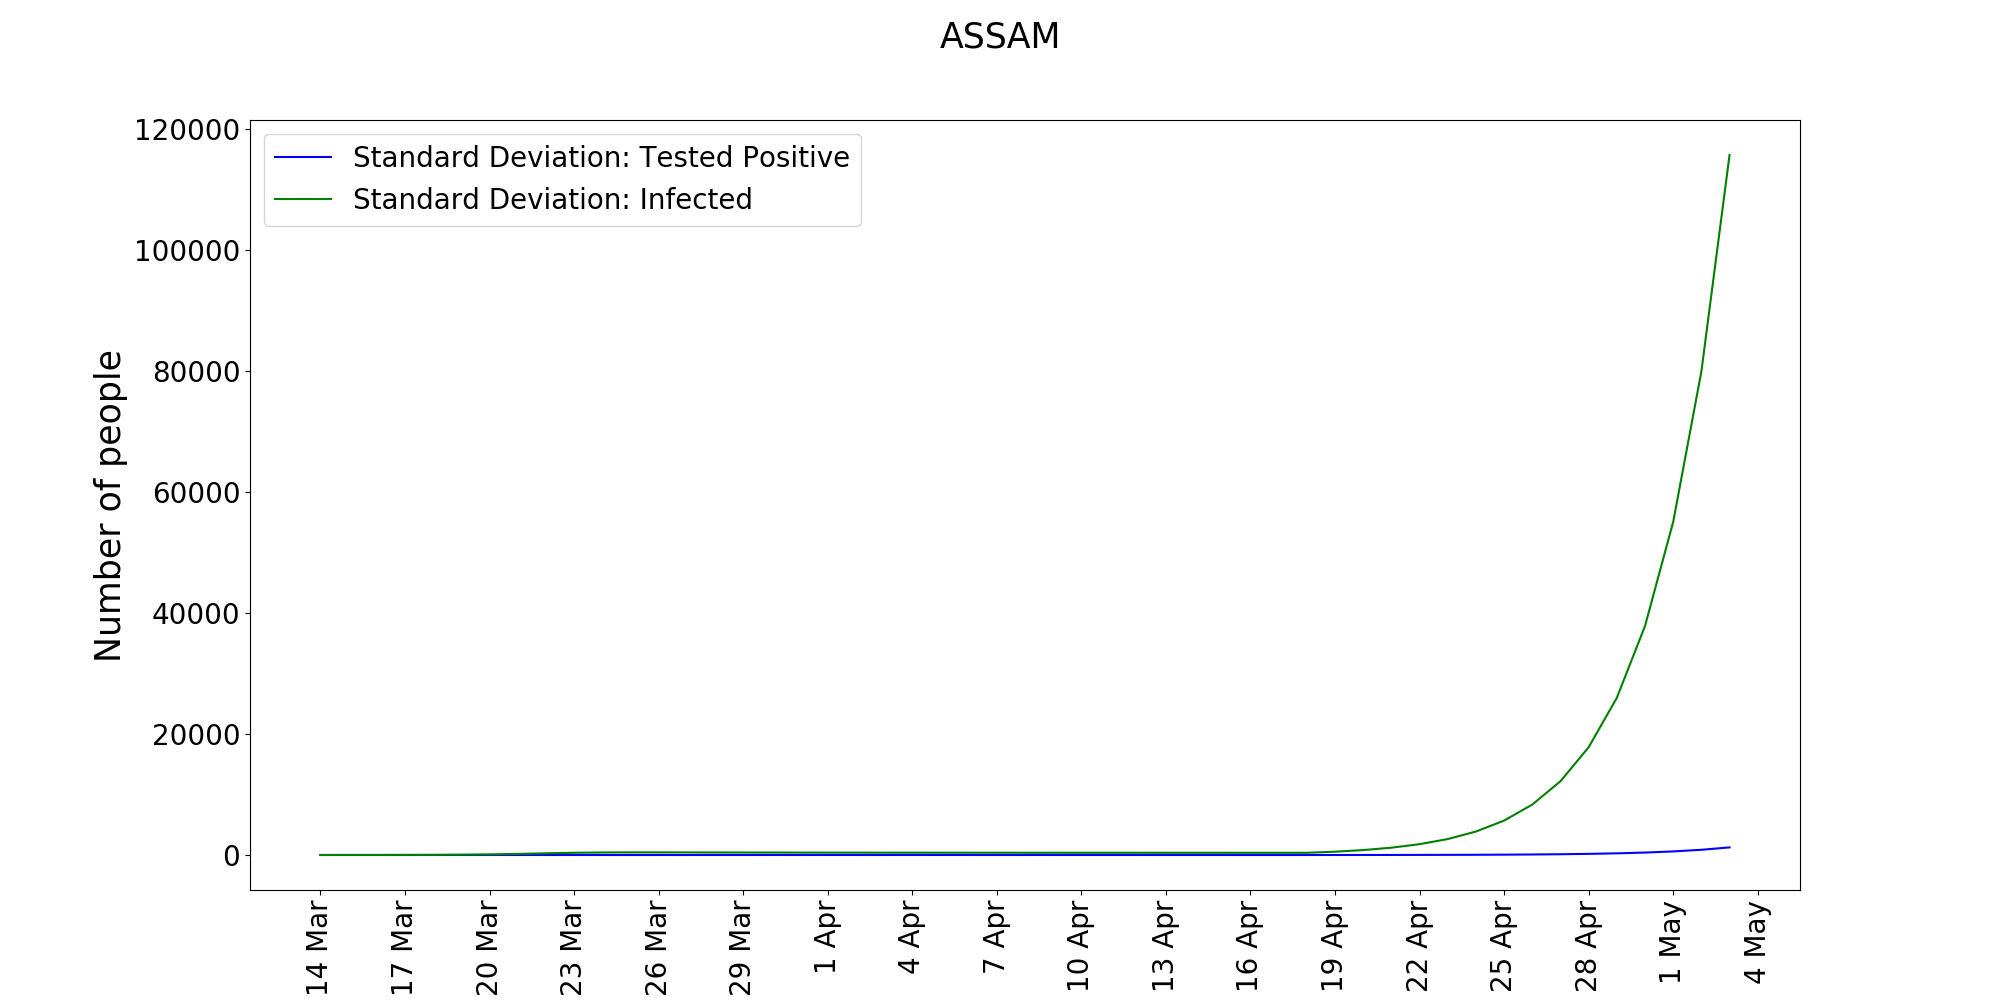 ASSAM
120000
100000
80000
60000
40000
20000
0
Number of people
Standard Deviation: Tested Positive
Standard Deviation: Infected
14 Mar
17 Mar
20 Mar
23 Mar
26 Mar
29 Mar
1 Apr
4 Apr
7 Apr
10 Apr
13 Apr
16 Apr
19 Apr
22 Apr
25 Apr
28 Apr
1 May
4 May